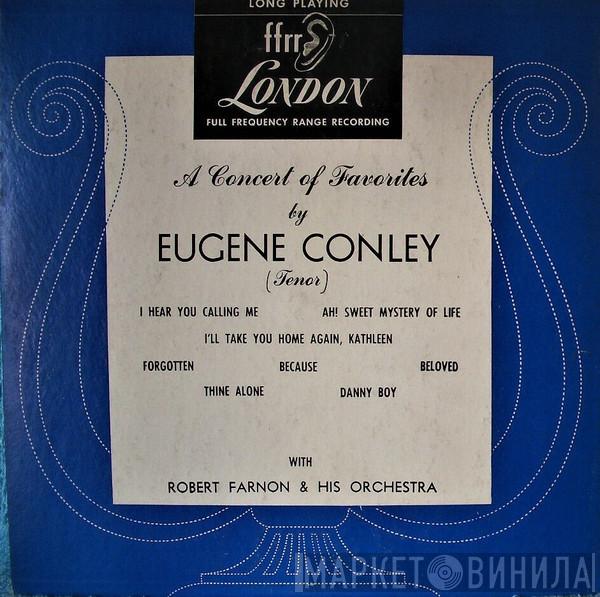 LONG PLAYING
ffrr
LONDON
FULL FREQUENCY RANGE RECORDING
A Concert of Favorites
by
EUGENE CONLEY
(Tenor)
I HEAR YOU CALLING ME AH! SWEET MYSTERY OF LIFE
I'LL TAKE YOU HOME AGAIN, KATHLEEN
FORGOTTEN BECAUSE BELOVED
THINE ALONE DANNY BOY
WITH
ROBERT FARNON & HIS ORCHESTRA
МАРКЕТ ВИНИЛА